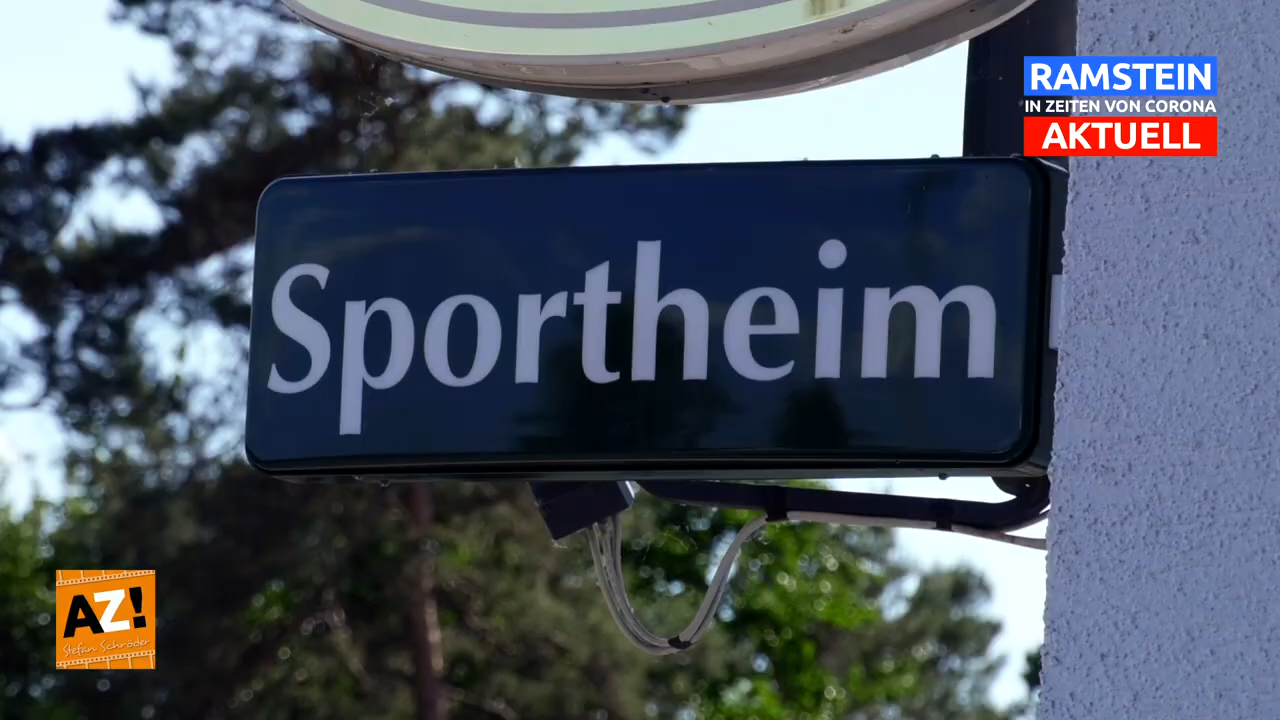 RAMSTEIN
IN ZEITEN VON CORONA
AKTUELL
Sportheim
AZ!
Stefan Schröder